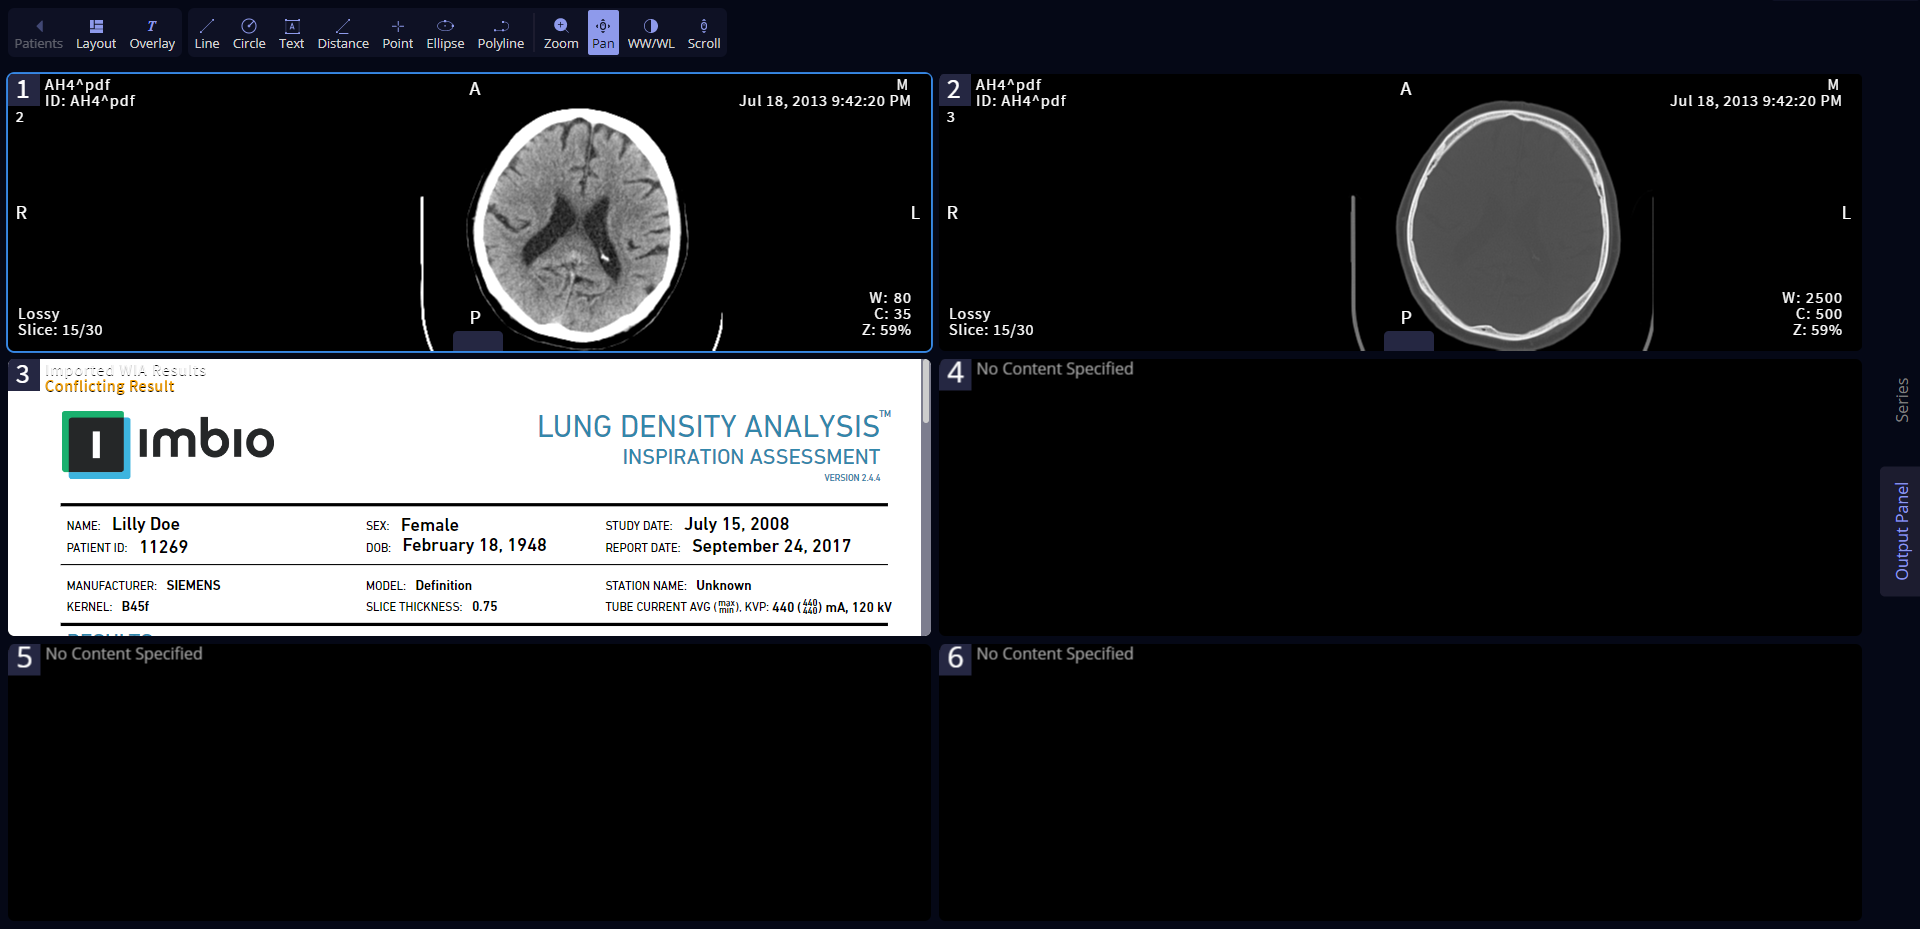 Patients Layout Overlay Line Circle Text Distance Point Ellipse Polyline Zoom Pan WW/WL Scroll
1 AH4^pdf
ID: AH4^pdf
2
A
M
Jul 18, 2013 9:42:20 PM
R
L
Lossy
Slice: 15/30
P
W: 80
C: 35
Z: 59%
2 AH4^pdf
ID: AH4^pdf
3
A
M
Jul 18, 2013 9:42:20 PM
R
L
Lossy
Slice: 15/30
P
W: 2500
C: 500
Z: 59%
3 Imported WIA Results
Conflicting Result
imbio
LUNG DENSITY ANALYSIS™
INSPIRATION ASSESSMENT
VERSION 2.4.4
NAME: Lilly Doe SEX: Female STUDY DATE: July 15, 2008
PATIENT ID: 11269 DOB: February 18, 1948 REPORT DATE: September 24, 2017
MANUFACTURER: SIEMENS MODEL: Definition STATION NAME: Unknown
KERNEL: B45f SLICE THICKNESS: 0.75 TUBE CURRENT AVG (max min), KVP: 440 (440 440) mA, 120 kV
RESULTS
4 No Content Specified
5 No Content Specified
6 No Content Specified
Series
Output Panel